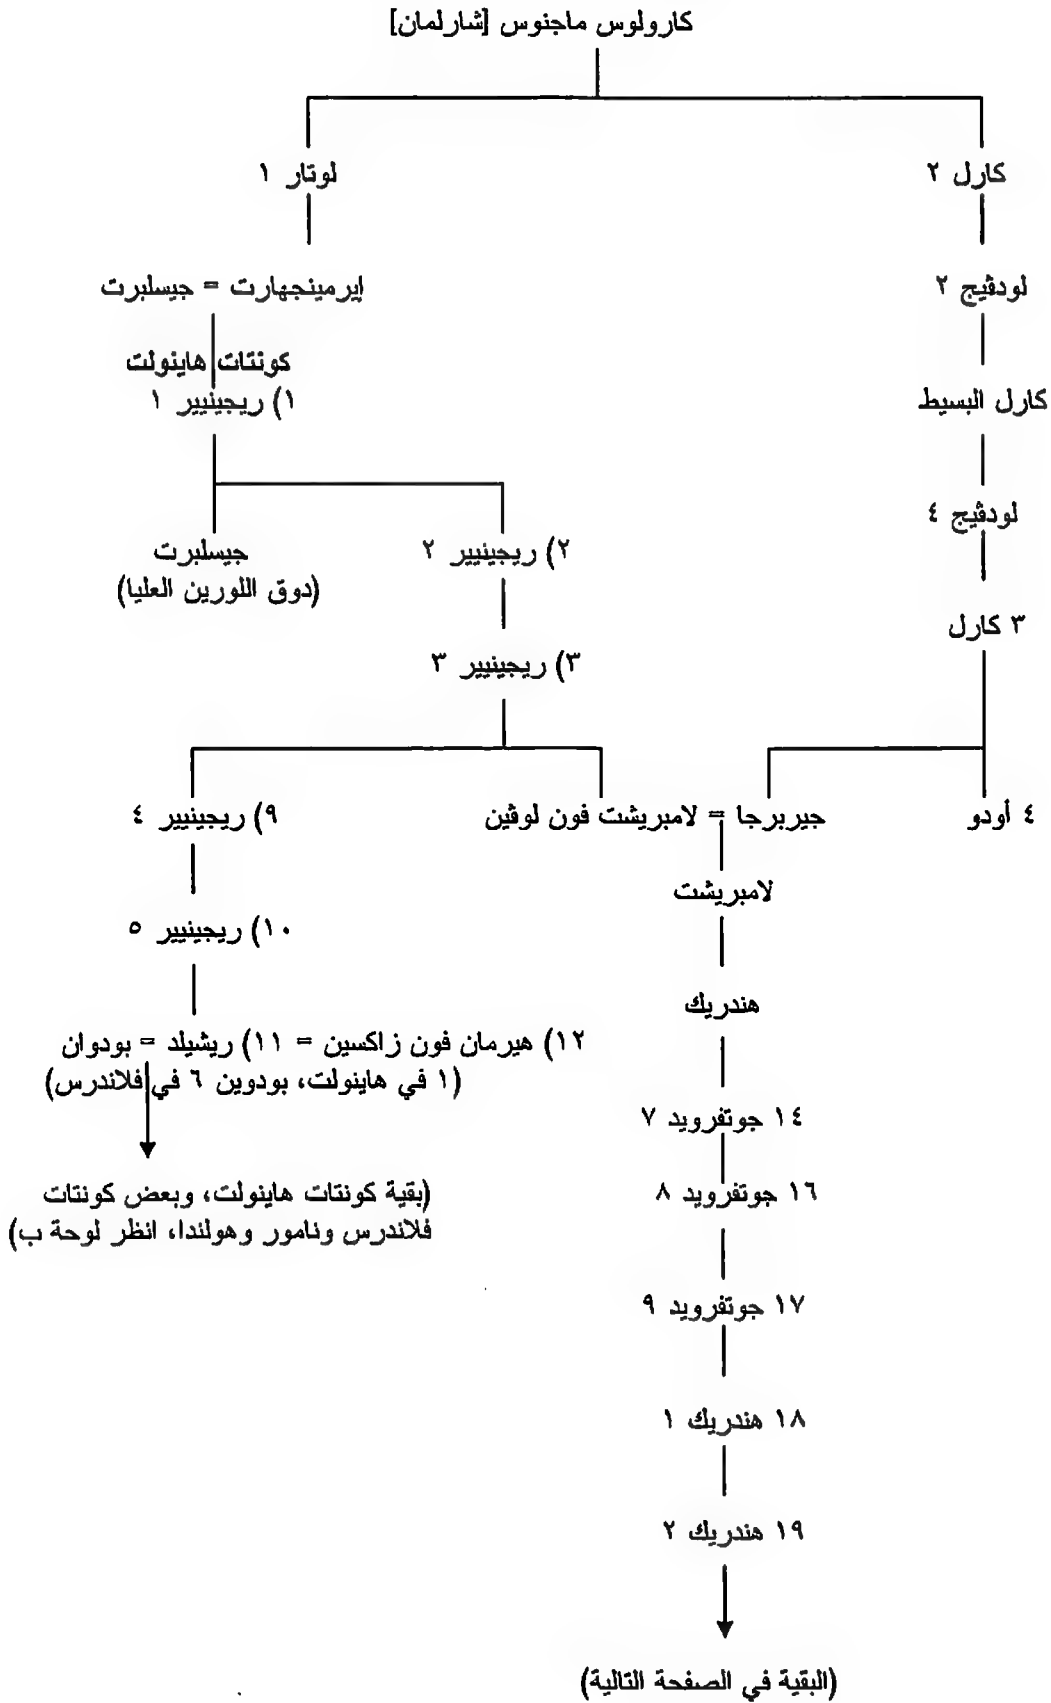 كارولوس ماجنوس [شارلمان]
كارل ٢
لوتار ١
لودڤيج ٢
إيرمينجهارت = جيسلبرت
كونتات هاينولت
١) ريجينيير ١
كارل البسيط
لودڤيج ٤
٢) ريجينيير ٢
جيسلبرت
(دوق اللورين العليا)
٣ كارل
٣) ريجينيير ٣
٤ أودو
جيربرجا = لامبريشت فون لوڤين
٩) ريجينيير ٤
لامبريشت
١٠) ريجينيير ٥
هندريك
١٢) هيرمان فون زاكسين = ١١) ريشيلد = بودوان
(١ في هاينولت، بودوين ٦ في فلاندرس)
١٤ جوتفرويد ٧
(بقية كونتات هاينولت، وبعض كونتات
فلاندرس ونامور وهولندا، انظر لوحة ب)
١٦ جوتفرويد ٨
١٧ جوتفرويد ٩
١٨ هندريك ١
١٩ هندريك ٢
(البقية في الصفحة التالية)